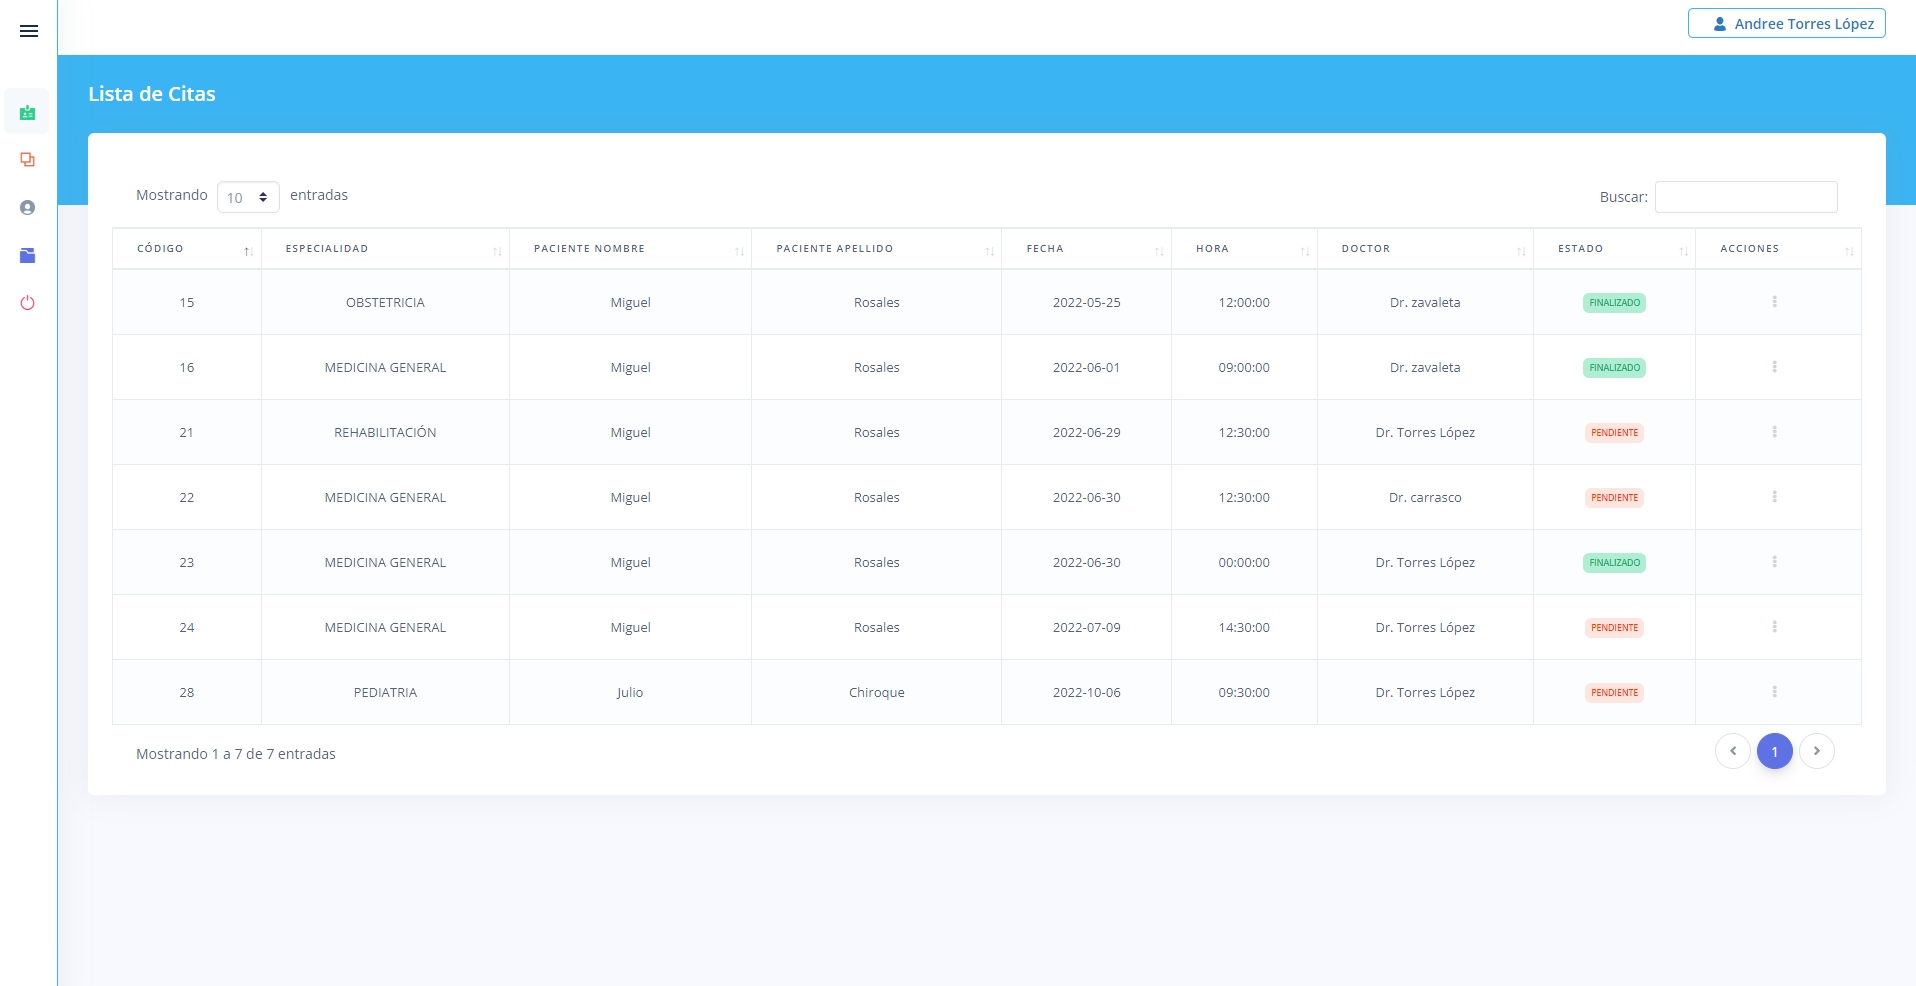 Andree Torres López
Lista de Citas
Mostrando 10 entradas Buscar:
CÓDIGO ESPECIALIDAD PACIENTE NOMBRE PACIENTE APELLIDO FECHA HORA DOCTOR ESTADO ACCIONES
15 OBSTETRICIA Miguel Rosales 2022-05-25 12:00:00 Dr. zavaleta FINALIZADO
16 MEDICINA GENERAL Miguel Rosales 2022-06-01 09:00:00 Dr. zavaleta FINALIZADO
21 REHABILITACIÓN Miguel Rosales 2022-06-29 12:30:00 Dr. Torres López PENDIENTE
22 MEDICINA GENERAL Miguel Rosales 2022-06-30 12:30:00 Dr. carrasco PENDIENTE
23 MEDICINA GENERAL Miguel Rosales 2022-06-30 00:00:00 Dr. Torres López FINALIZADO
24 MEDICINA GENERAL Miguel Rosales 2022-07-09 14:30:00 Dr. Torres López PENDIENTE
28 PEDIATRIA Julio Chiroque 2022-10-06 09:30:00 Dr. Torres López PENDIENTE
Mostrando 1 a 7 de 7 entradas 1